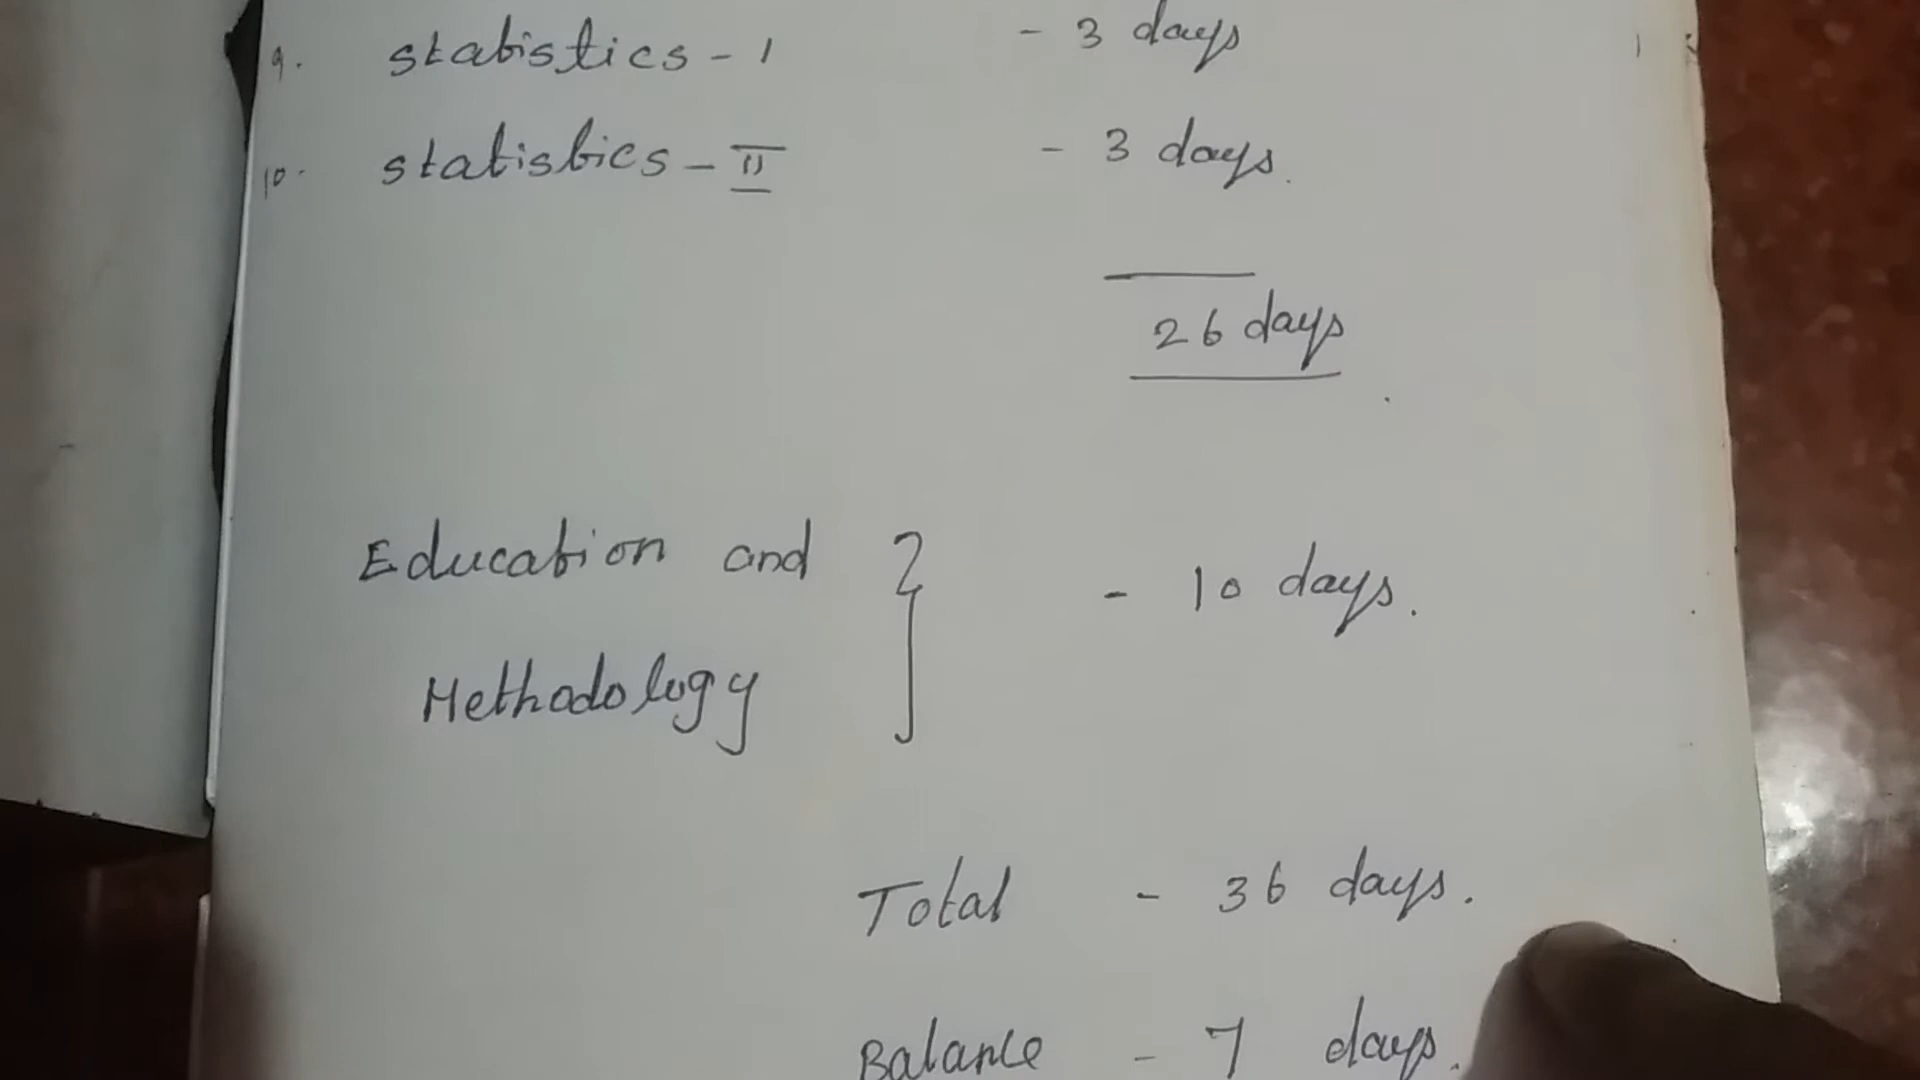 9. Statistics - I - 3 days
10. Statistics - II - 3 days.
26 days
Education and } - 10 days.
Methodology
Total - 36 days.
Balance - 7 days.